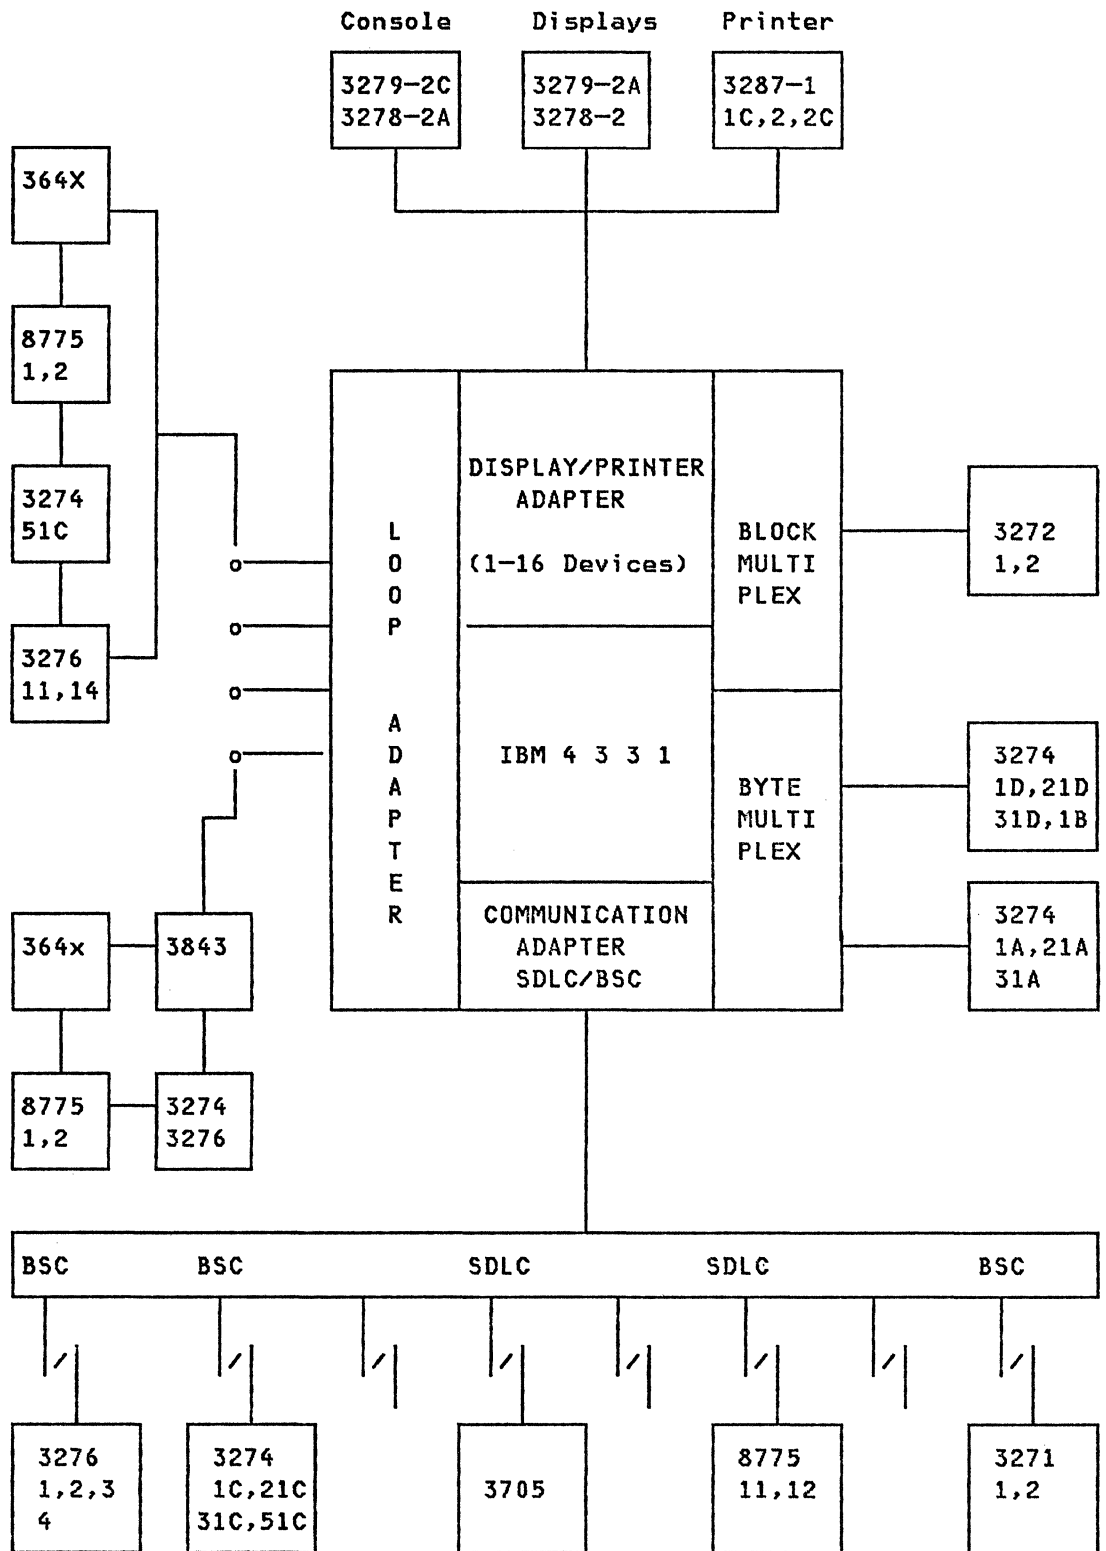 Console
Displays
Printer
3279-2C
3278-2A
3279-2A
3278-2
3287-1
1C,2,2C
364X
8775
1,2
3274
51C
3276
11,14
LOOP ADAPTER
DISPLAY/PRINTER
ADAPTER
(1-16 Devices)
IBM 4 3 3 1
COMMUNICATION
ADAPTER
SDLC/BSC
BLOCK
MULTI
PLEX
BYTE
MULTI
PLEX
3272
1,2
3274
1D,21D
31D,1B
3274
1A,21A
31A
364x
3843
8775
1,2
3274
3276
BSC
BSC
SDLC
SDLC
BSC
3276
1,2,3
4
3274
1C,21C
31C,51C
3705
8775
11,12
3271
1,2